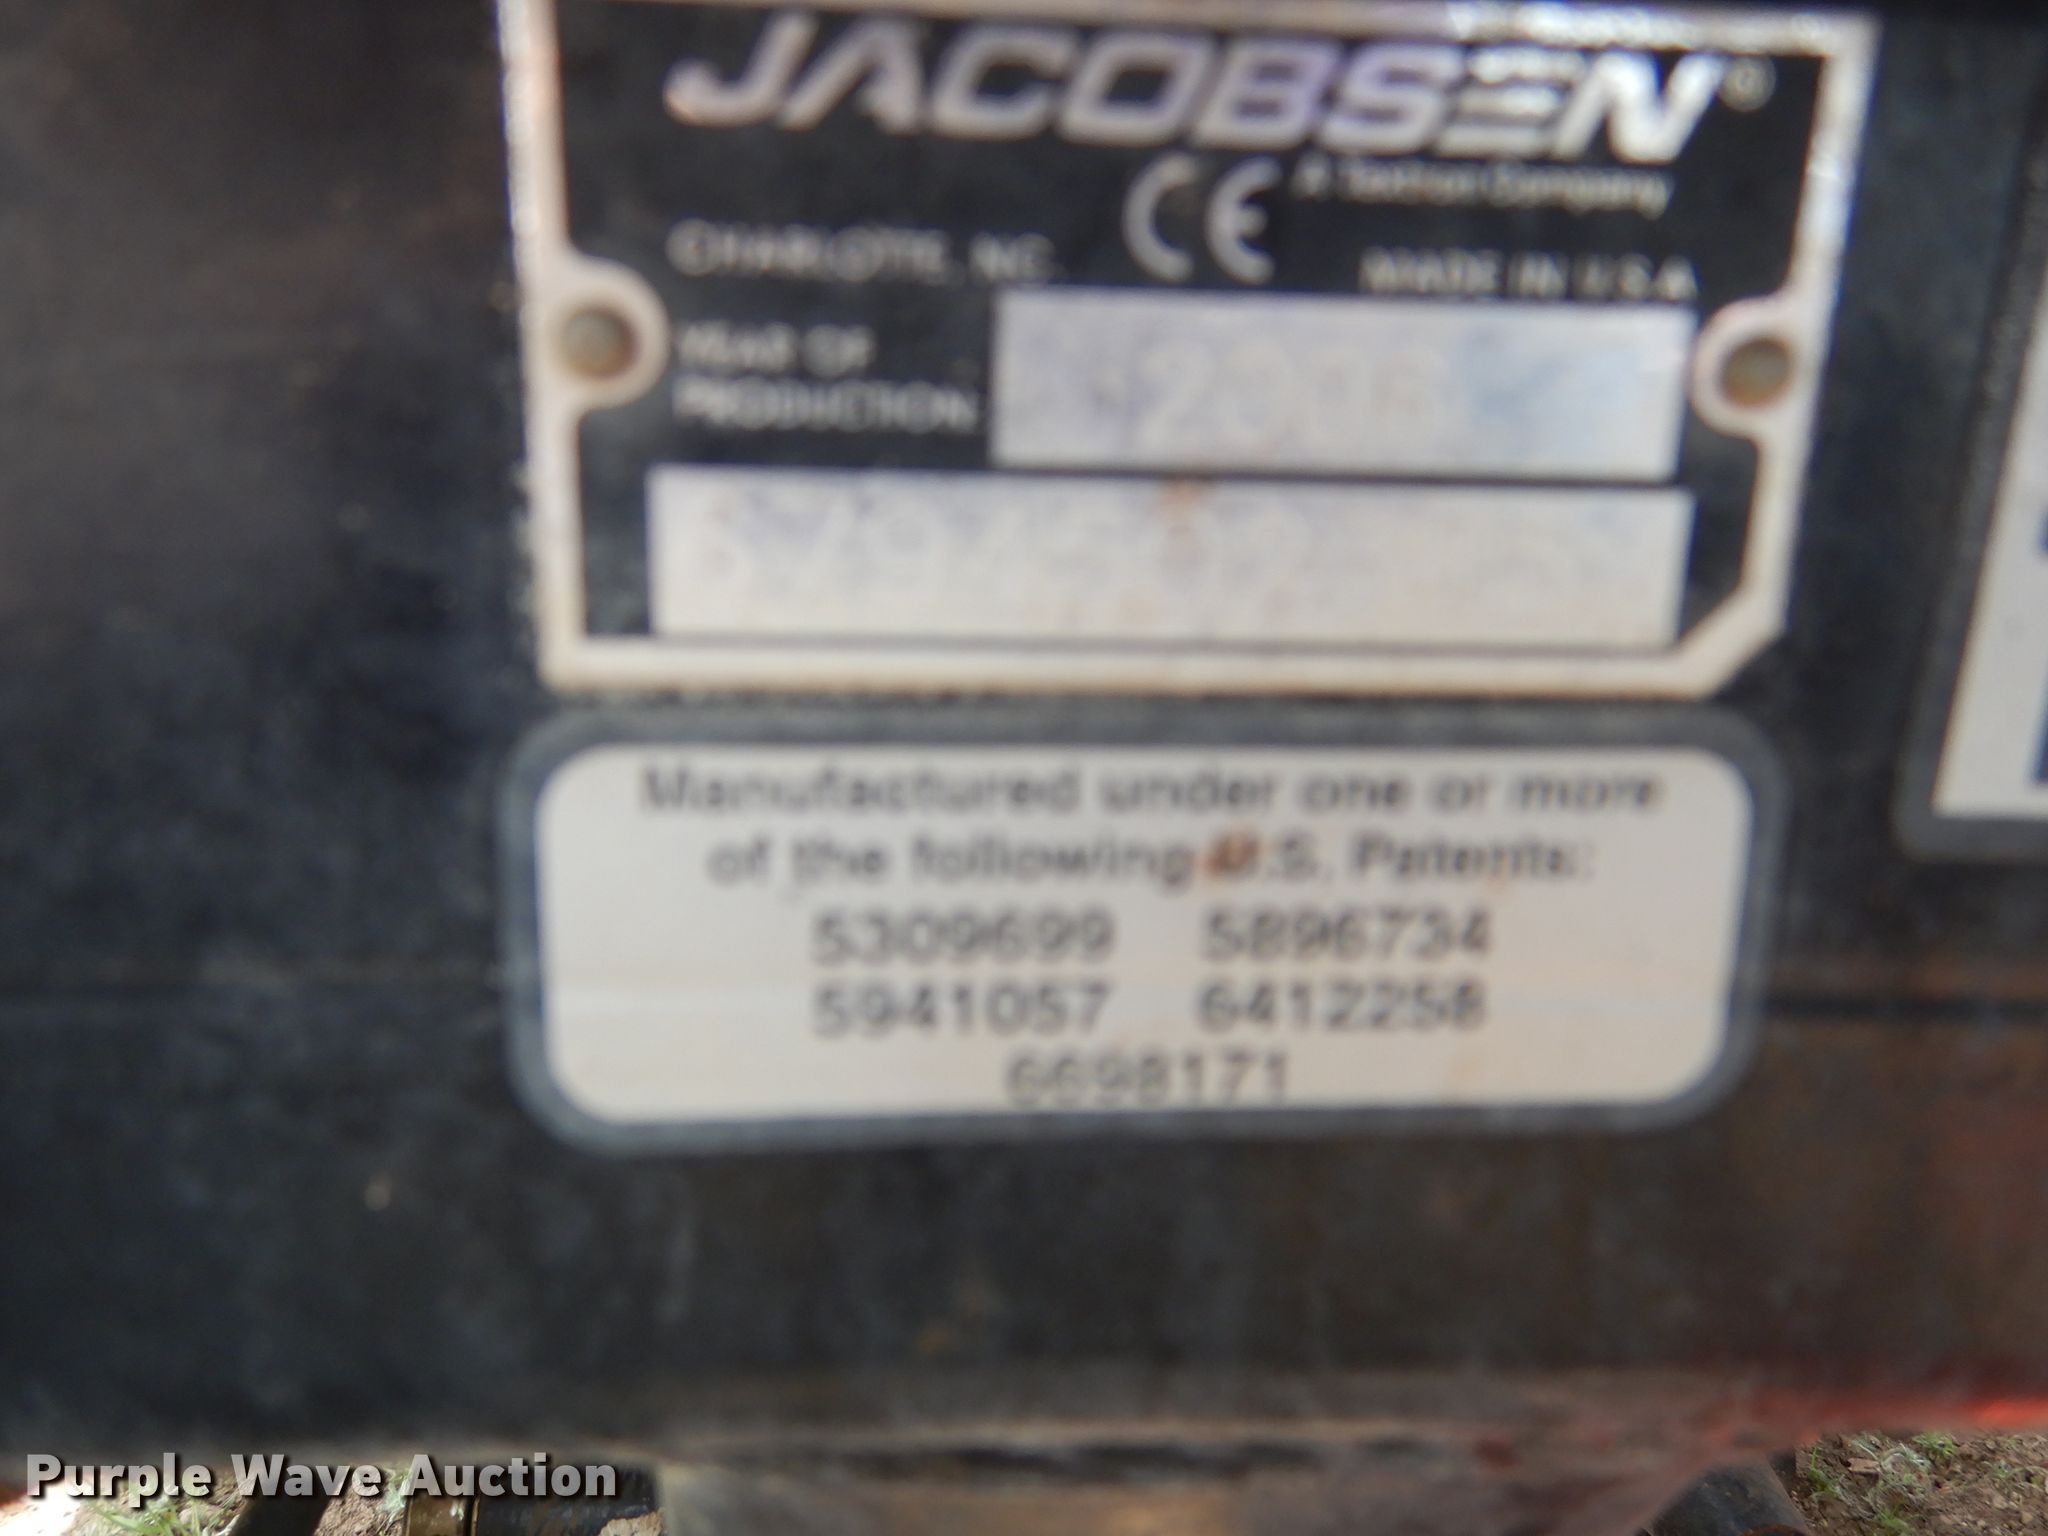 JACOBSEN®
CE A Textron Company
CHARLOTTE, NC. MADE IN U.S.A
YEAR OF
PRODUCTION 2006
Manufactured under one or more
of the following U.S. Patents:
5309699 5896734
5941057 6412258
6698171
Purple Wave Auction